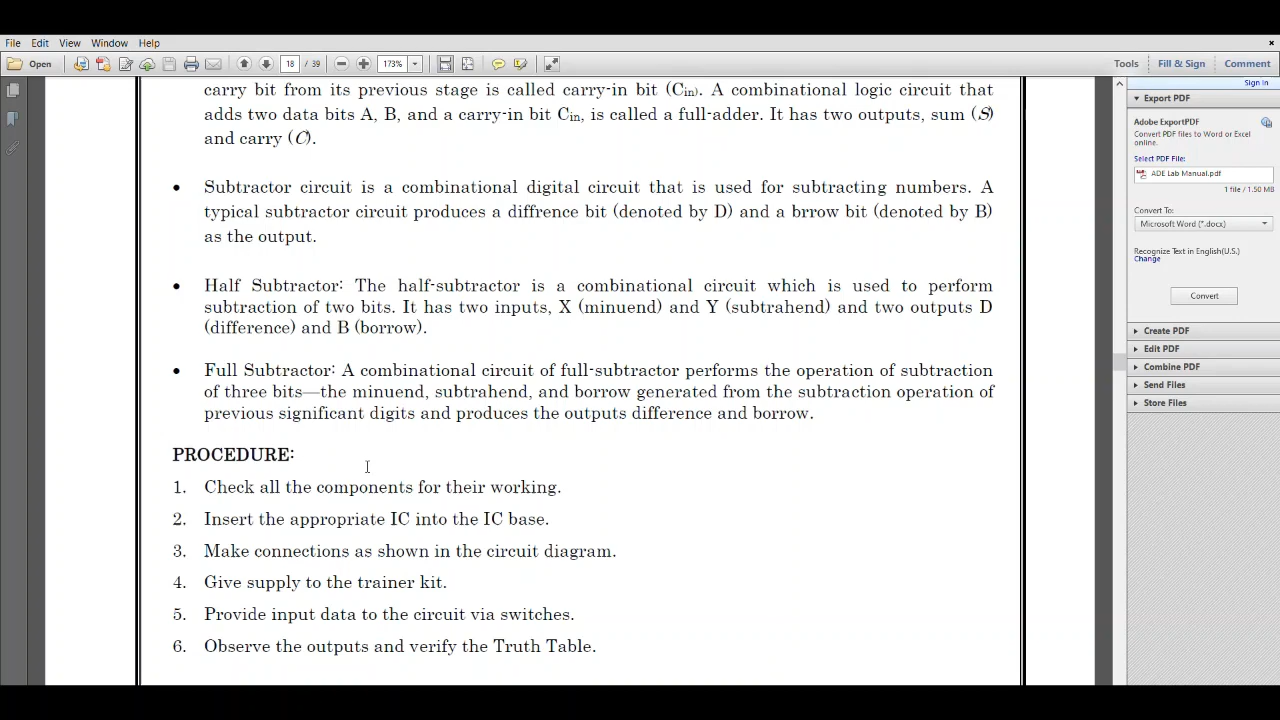 File Edit View Window Help ×
Open 18 / 39 173% Tools Fill & Sign Comment
carry bit from its previous stage is called carry-in bit (Cin). A combinational logic circuit that
adds two data bits A, B, and a carry-in bit Cin, is called a full-adder. It has two outputs, sum (S)
and carry (C).
• Subtractor circuit is a combinational digital circuit that is used for subtracting numbers. A
typical subtractor circuit produces a diffrence bit (denoted by D) and a brrow bit (denoted by B)
as the output.
• Half Subtractor: The half-subtractor is a combinational circuit which is used to perform
subtraction of two bits. It has two inputs, X (minuend) and Y (subtrahend) and two outputs D
(difference) and B (borrow).
• Full Subtractor: A combinational circuit of full-subtractor performs the operation of subtraction
of three bits—the minuend, subtrahend, and borrow generated from the subtraction operation of
previous significant digits and produces the outputs difference and borrow.
PROCEDURE:
1. Check all the components for their working.
2. Insert the appropriate IC into the IC base.
3. Make connections as shown in the circuit diagram.
4. Give supply to the trainer kit.
5. Provide input data to the circuit via switches.
6. Observe the outputs and verify the Truth Table.
Sign In
Export PDF
Adobe ExportPDF
Convert PDF files to Word or Excel
online.
Select PDF File:
ADE Lab Manual.pdf
1 file / 1.50 MB
Convert To:
Microsoft Word (*.docx)
Recognize Text in English(U.S.)
Change
Convert
Create PDF
Edit PDF
Combine PDF
Send Files
Store Files